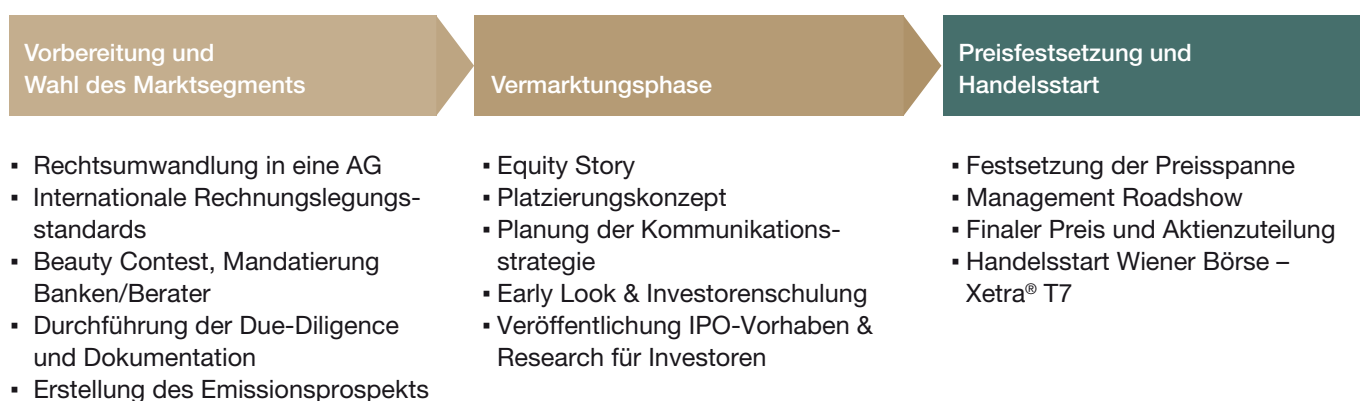 Vorbereitung und
Wahl des Marktsegments
▪ Rechtsumwandlung in eine AG
▪ Internationale Rechnungslegungs-
standards
▪ Beauty Contest, Mandatierung
Banken/Berater
▪ Durchführung der Due-Diligence
und Dokumentation
▪ Erstellung des Emissionsprospekts
Vermarktungsphase
▪ Equity Story
▪ Platzierungskonzept
▪ Planung der Kommunikations-
strategie
▪ Early Look & Investorenschulung
▪ Veröffentlichung IPO-Vorhaben &
Research für Investoren
Preisfestsetzung und
Handelsstart
▪ Festsetzung der Preisspanne
▪ Management Roadshow
▪ Finaler Preis und Aktienzuteilung
▪ Handelsstart Wiener Börse –
Xetra® T7